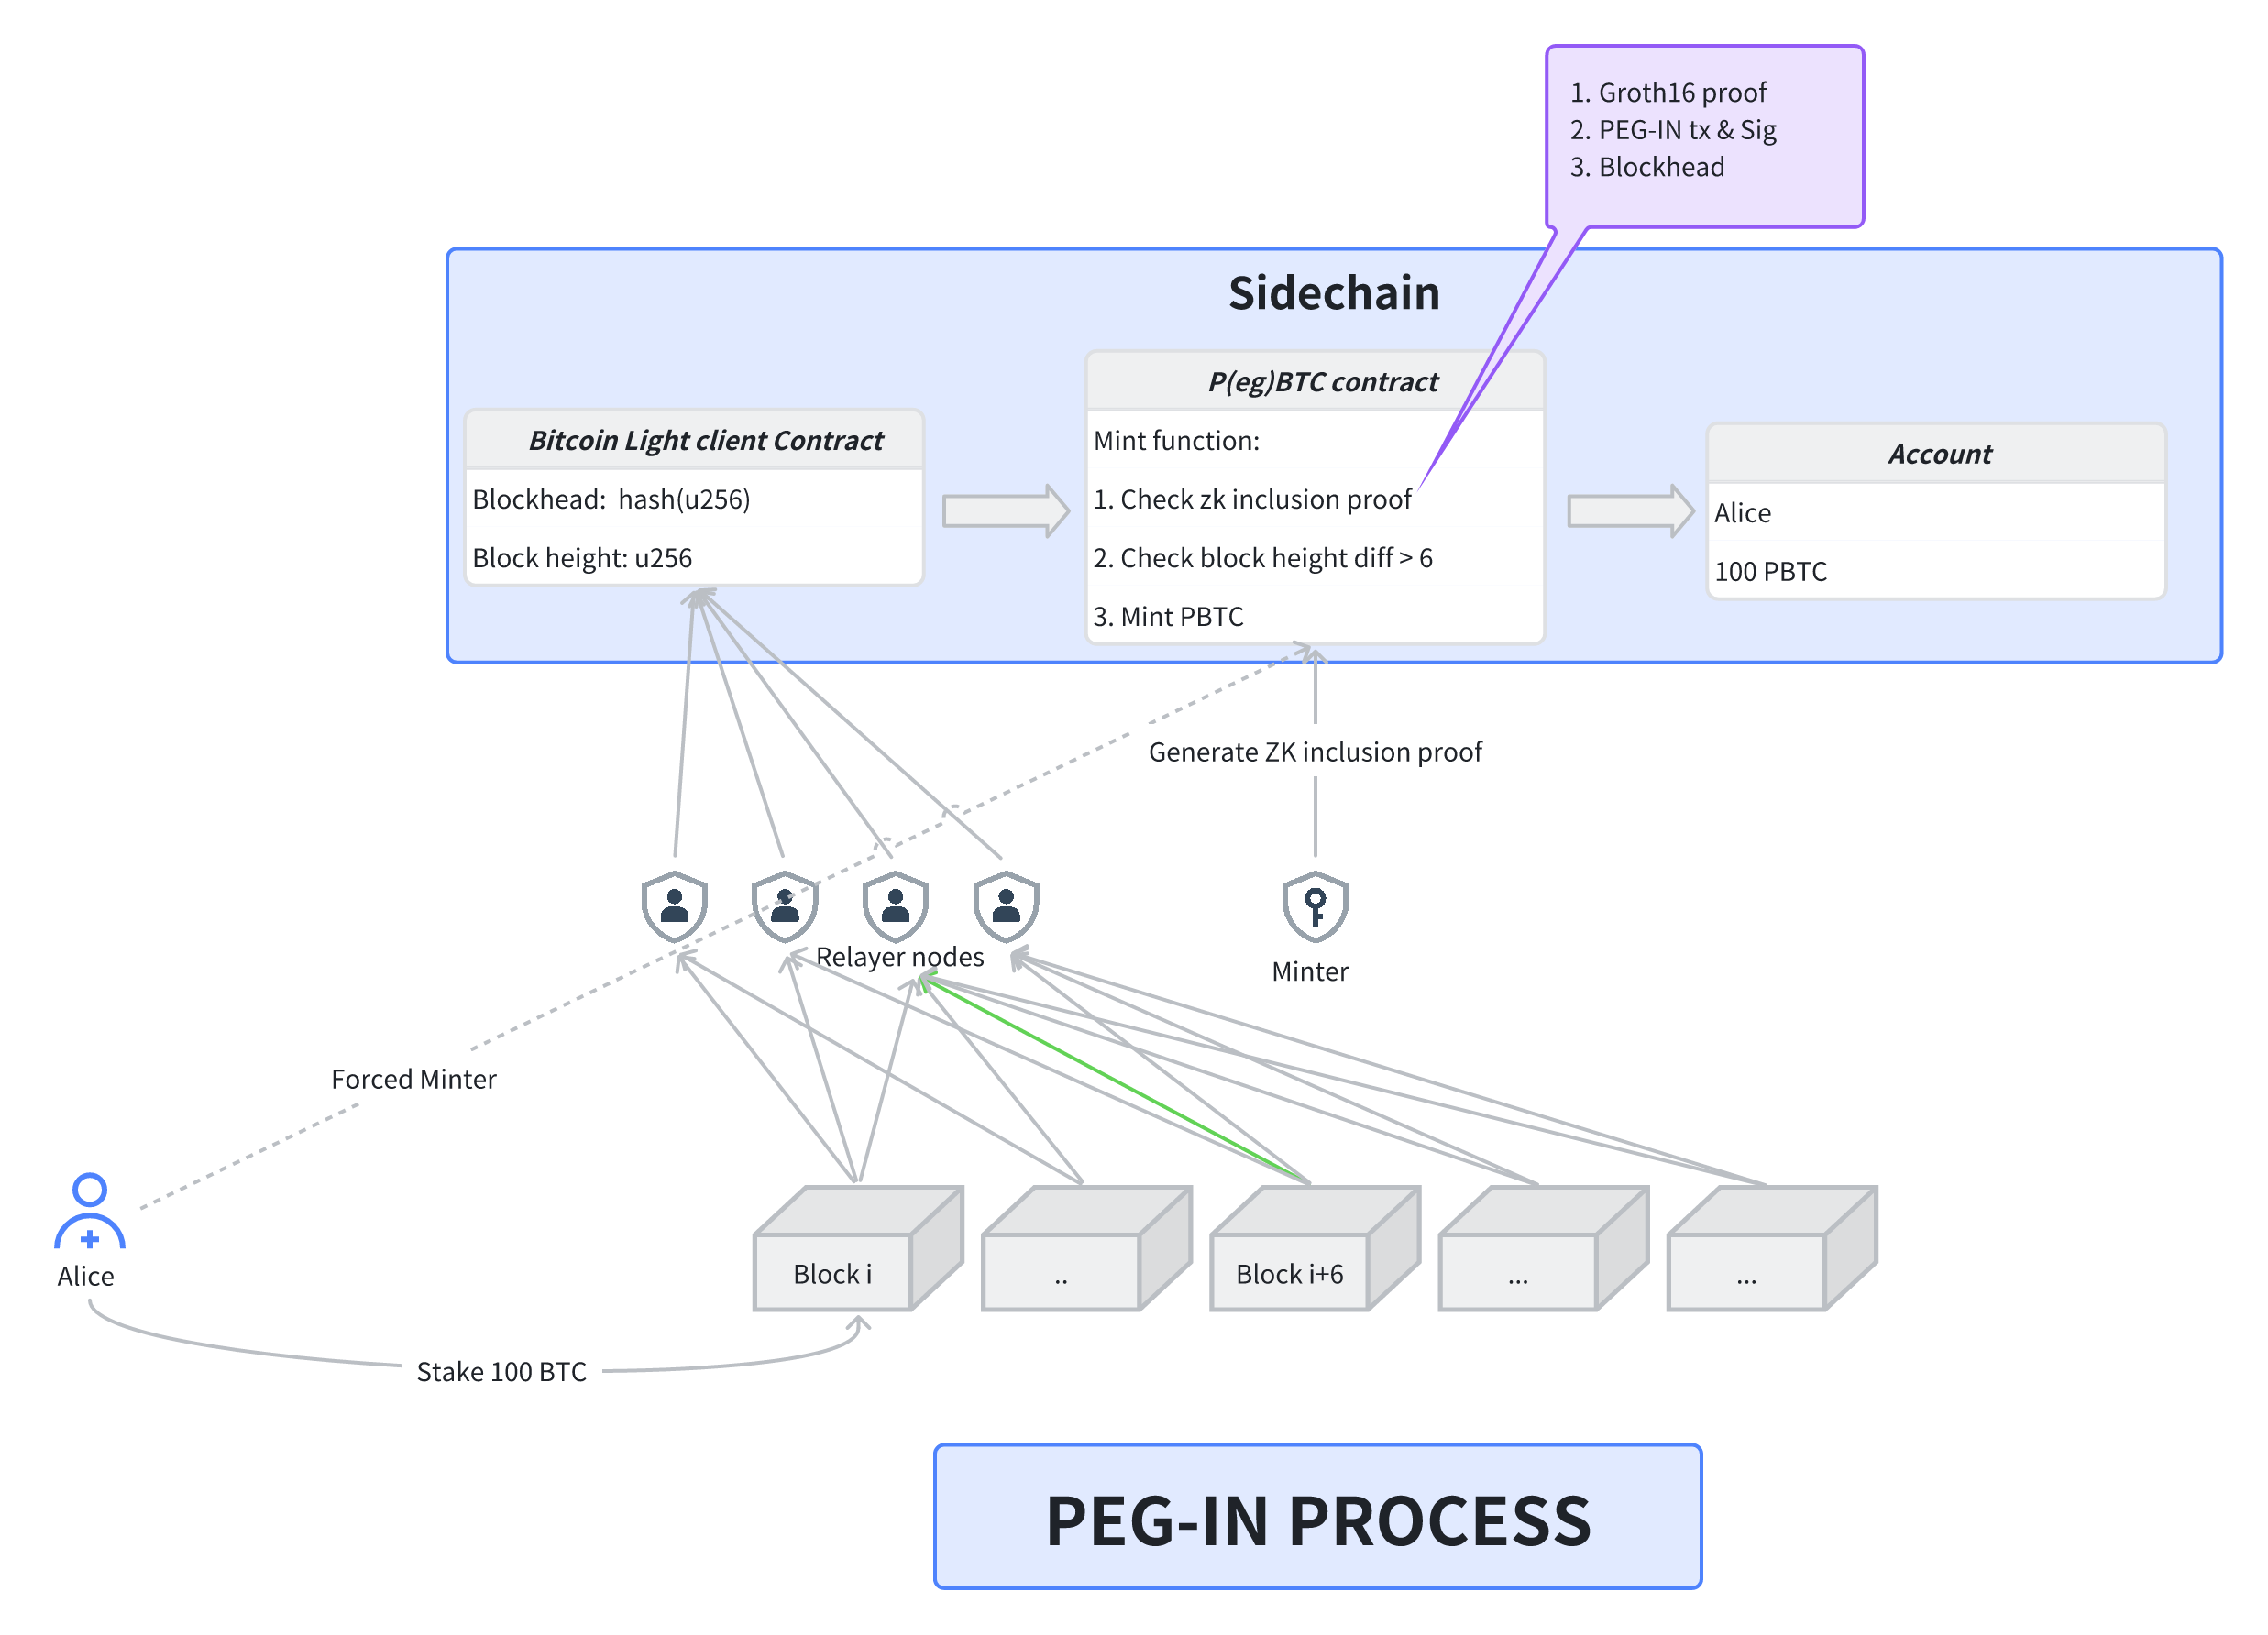 1. Groth16 proof
2. PEG-IN tx & Sig
3. Blockhead
Sidechain
P(eg)BTC contract
Mint function:
1. Check zk inclusion proof
2. Check block height diff > 6
3. Mint PBTC
Bitcoin Light client Contract
Blockhead:  hash(u256)
Block height: u256
Account
Alice
100 PBTC
Generate ZK inclusion proof
Relayer nodes
Minter
Forced Minter
Alice
Block i
..
Block i+6
...
...
Stake 100 BTC
PEG-IN PROCESS